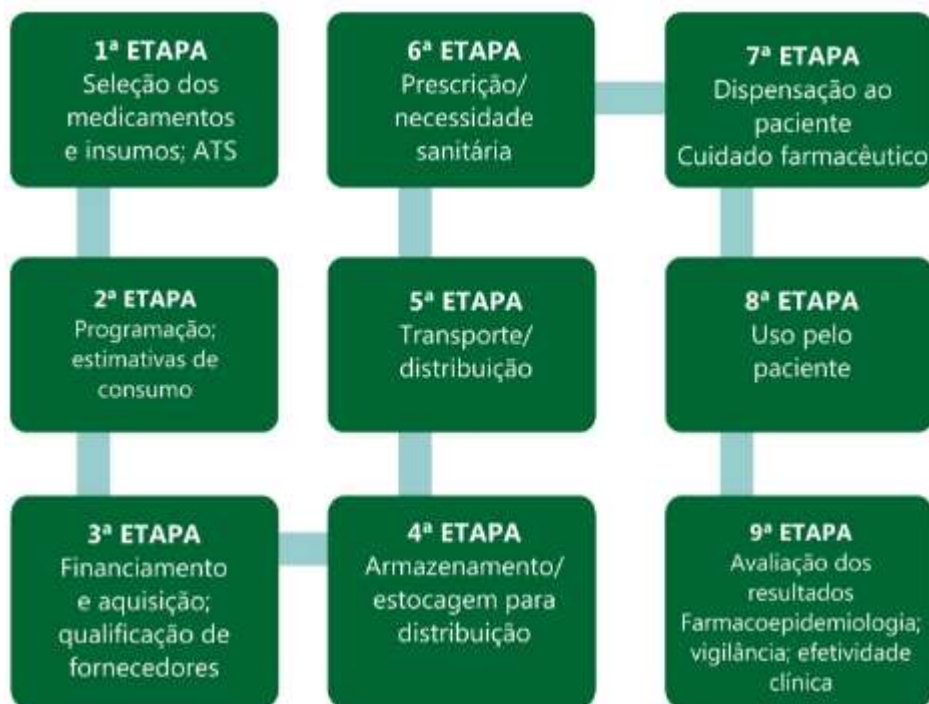 1ª ETAPA
Seleção dos
medicamentos
e insumos; ATS
2ª ETAPA
Programação;
estimativas de
consumo
3ª ETAPA
Financiamento
e aquisição;
qualificação de
fornecedores
4ª ETAPA
Armazenamento/
estocagem para
distribuição
5ª ETAPA
Transporte/
distribuição
6ª ETAPA
Prescrição/
necessidade
sanitária
7ª ETAPA
Dispensação ao
paciente
Cuidado farmacêutico
8ª ETAPA
Uso pelo
paciente
9ª ETAPA
Avaliação dos
resultados
Farmacoepidemiologia;
vigilância; efetividade
clínica